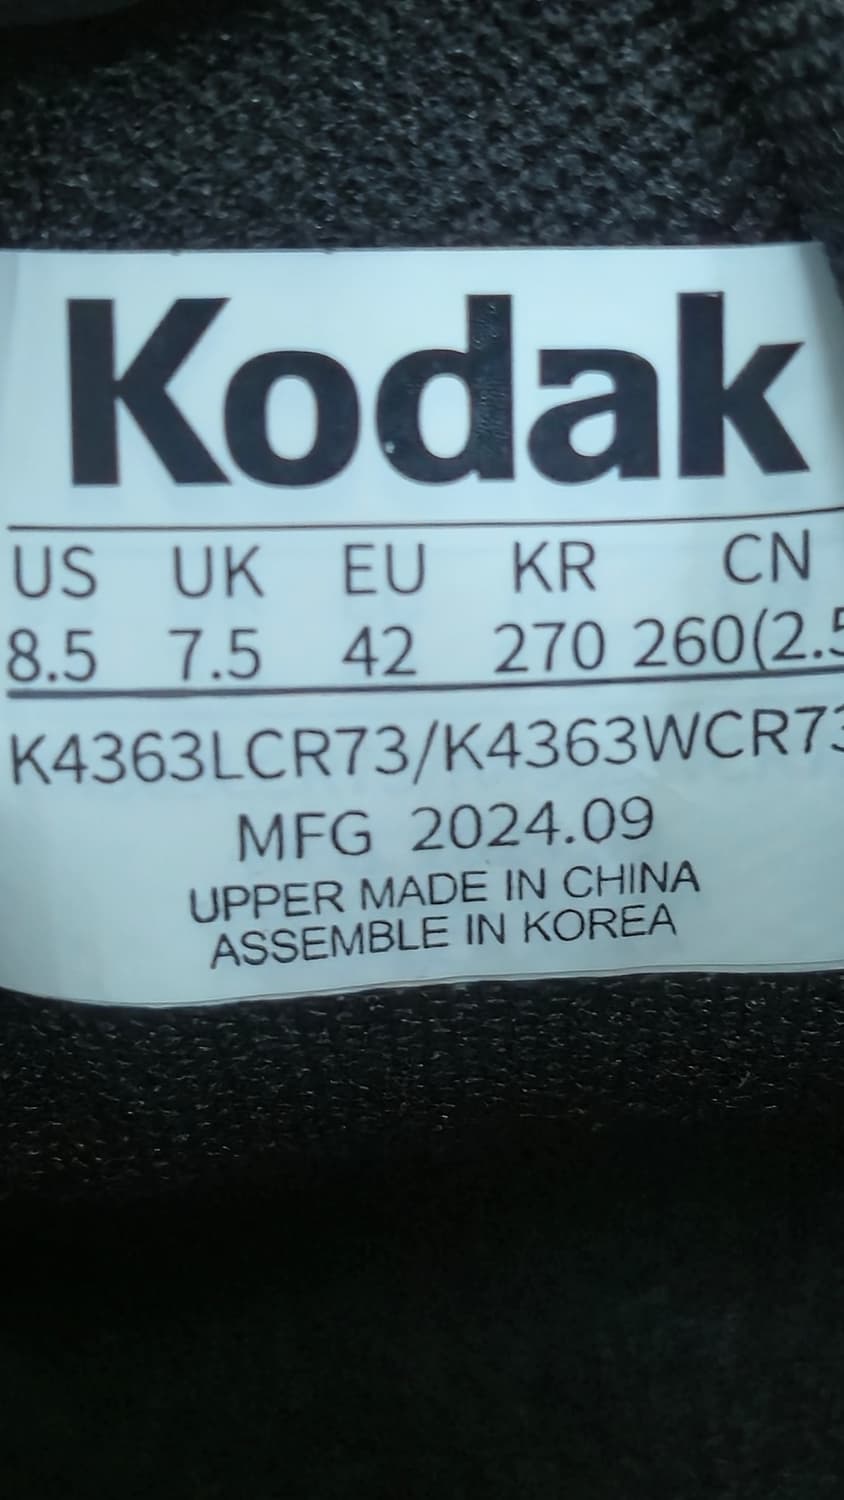 Kodak
US UK EU KR CN
8.5 7.5 42 270 260(2.5
K4363LCR73/K4363WCR73
MFG 2024.09
UPPER MADE IN CHINA
ASSEMBLE IN KOREA